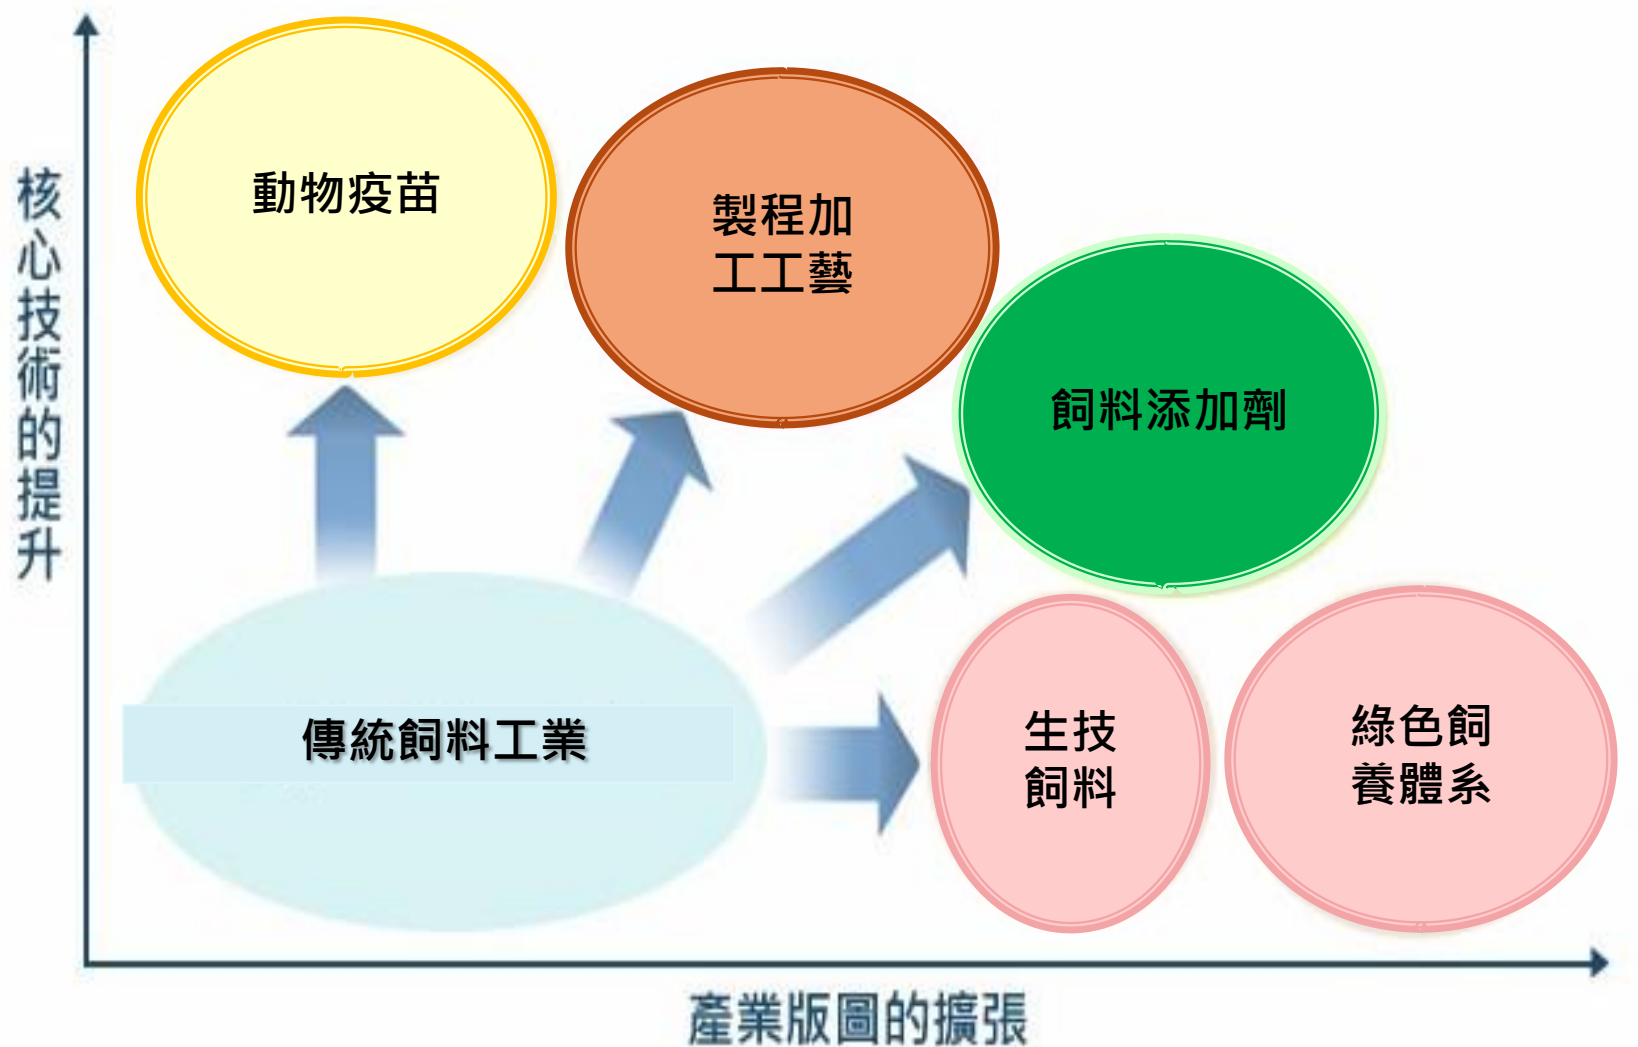 核心技術的提升
動物疫苗
製程加
工工藝
飼料添加劑
傳統飼料工業
生技
飼料
綠色飼
養體系
產業版圖的擴張